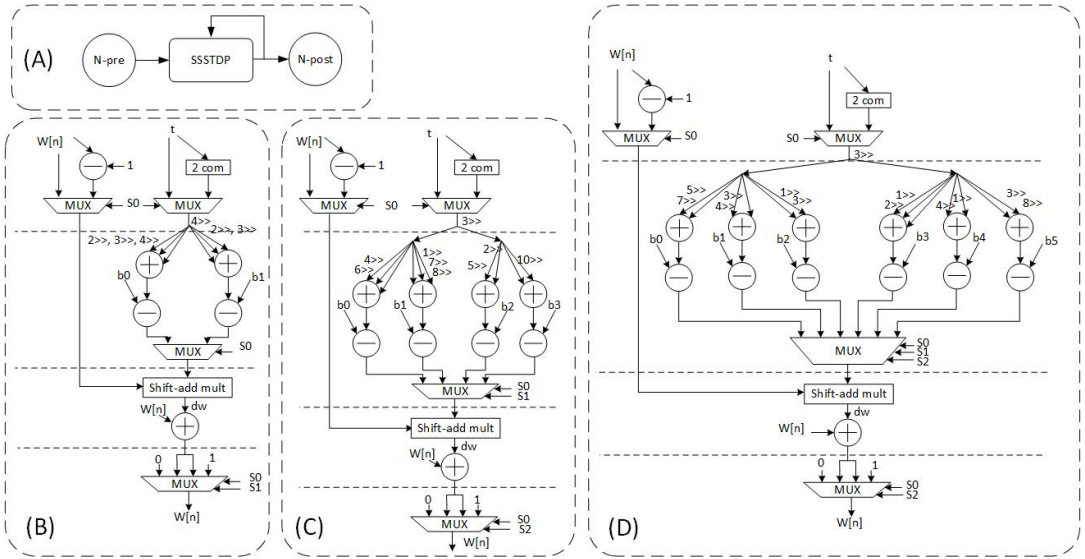 (A)
N-pre
SSSTDP
N-post
W[n]
1
t
2 com
MUX
S0
MUX
4>>
2>>, 3>>, 4>>
2>>, 3>>
b0
b1
MUX
S0
Shift-add mult
dw
W[n]
0
1
MUX
S0
S1
W[n]
(B)
W[n]
1
t
2 com
MUX
S0
MUX
3>>
4>>
6>>
1>>
7>>
8>>
2>>
5>>
10>>
b0
b1
b2
b3
MUX
S0
S1
Shift-add mult
dw
W[n]
0
1
MUX
S0
S2
W[n]
(C)
W[n]
1
t
2 com
MUX
S0
S0
MUX
3>>
5>>
7>>
3>>
4>>
1>>
3>>
1>>
2>>
1>>
4>>
3>>
8>>
b0
b1
b2
b3
b4
b5
MUX
S0
S1
S2
Shift-add mult
dw
W[n]
0
1
MUX
S0
S2
W[n]
(D)